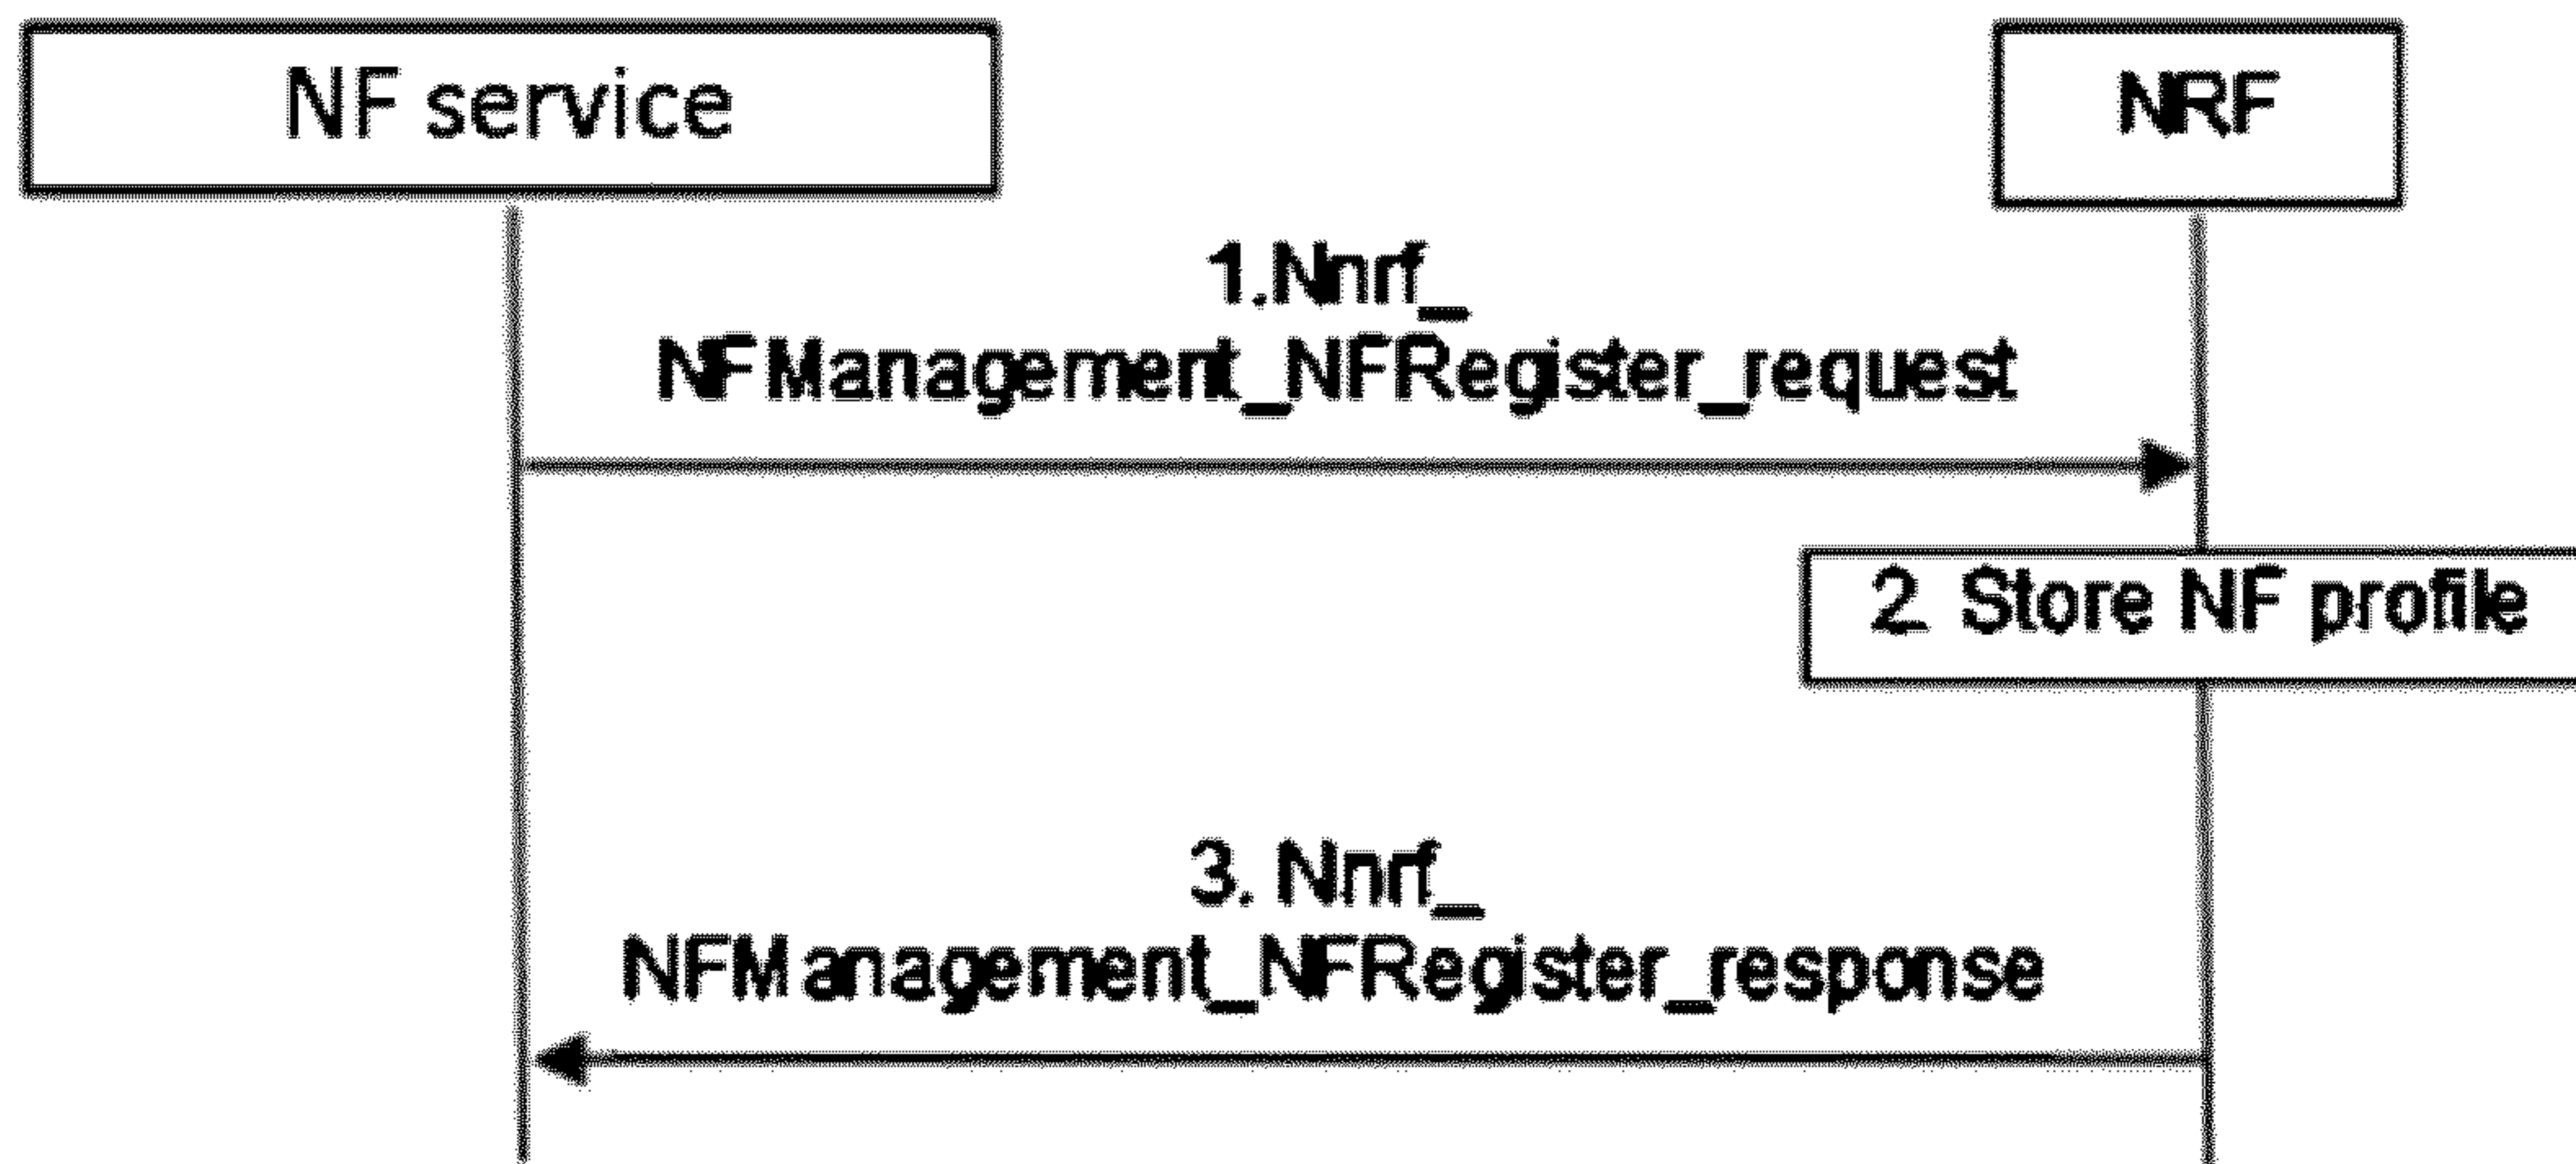 NF service
NRF
1.Nnrf_
NFManagement_NFRegister_request
2. Store NF profile
3. Nnrf_
NFManagement_NFRegister_response